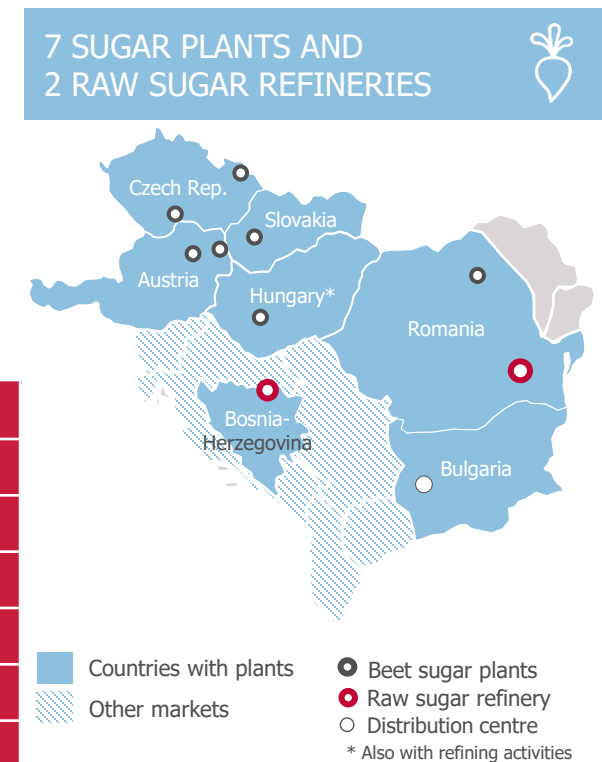 7 SUGAR PLANTS AND
2 RAW SUGAR REFINERIES
Czech Rep.
Slovakia
Austria
Hungary*
Romania
Bosnia-
Herzegovina
Bulgaria
Countries with plants
Other markets
Beet sugar plants
Raw sugar refinery
Distribution centre
* Also with refining activities